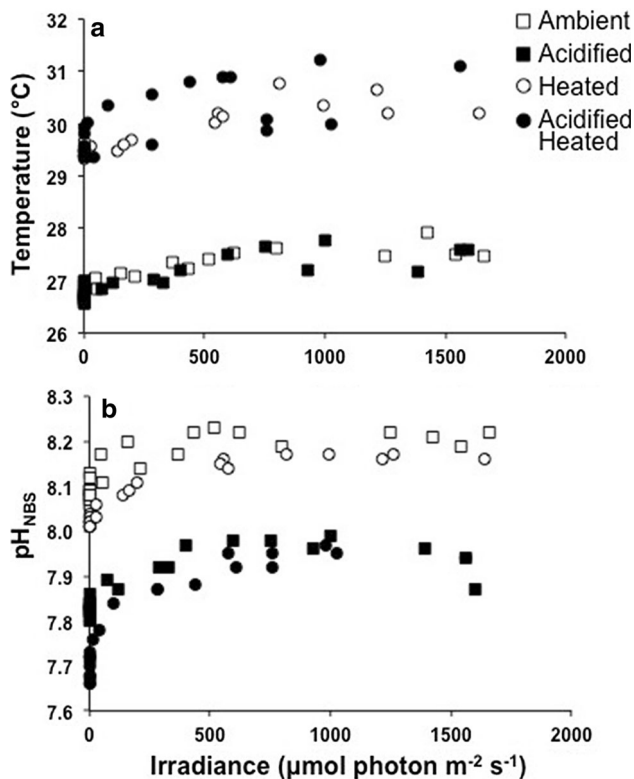 a
32
31
30
29
28
27
26
Temperature (°C)
0
500
1000
1500
2000
Ambient
Acidified
Heated
Acidified
Heated
b
8.3
8.2
8.1
8.0
7.9
7.8
7.7
7.6
pH_NBS
0
500
1000
1500
2000
Irradiance (μmol photon m⁻² s⁻¹)